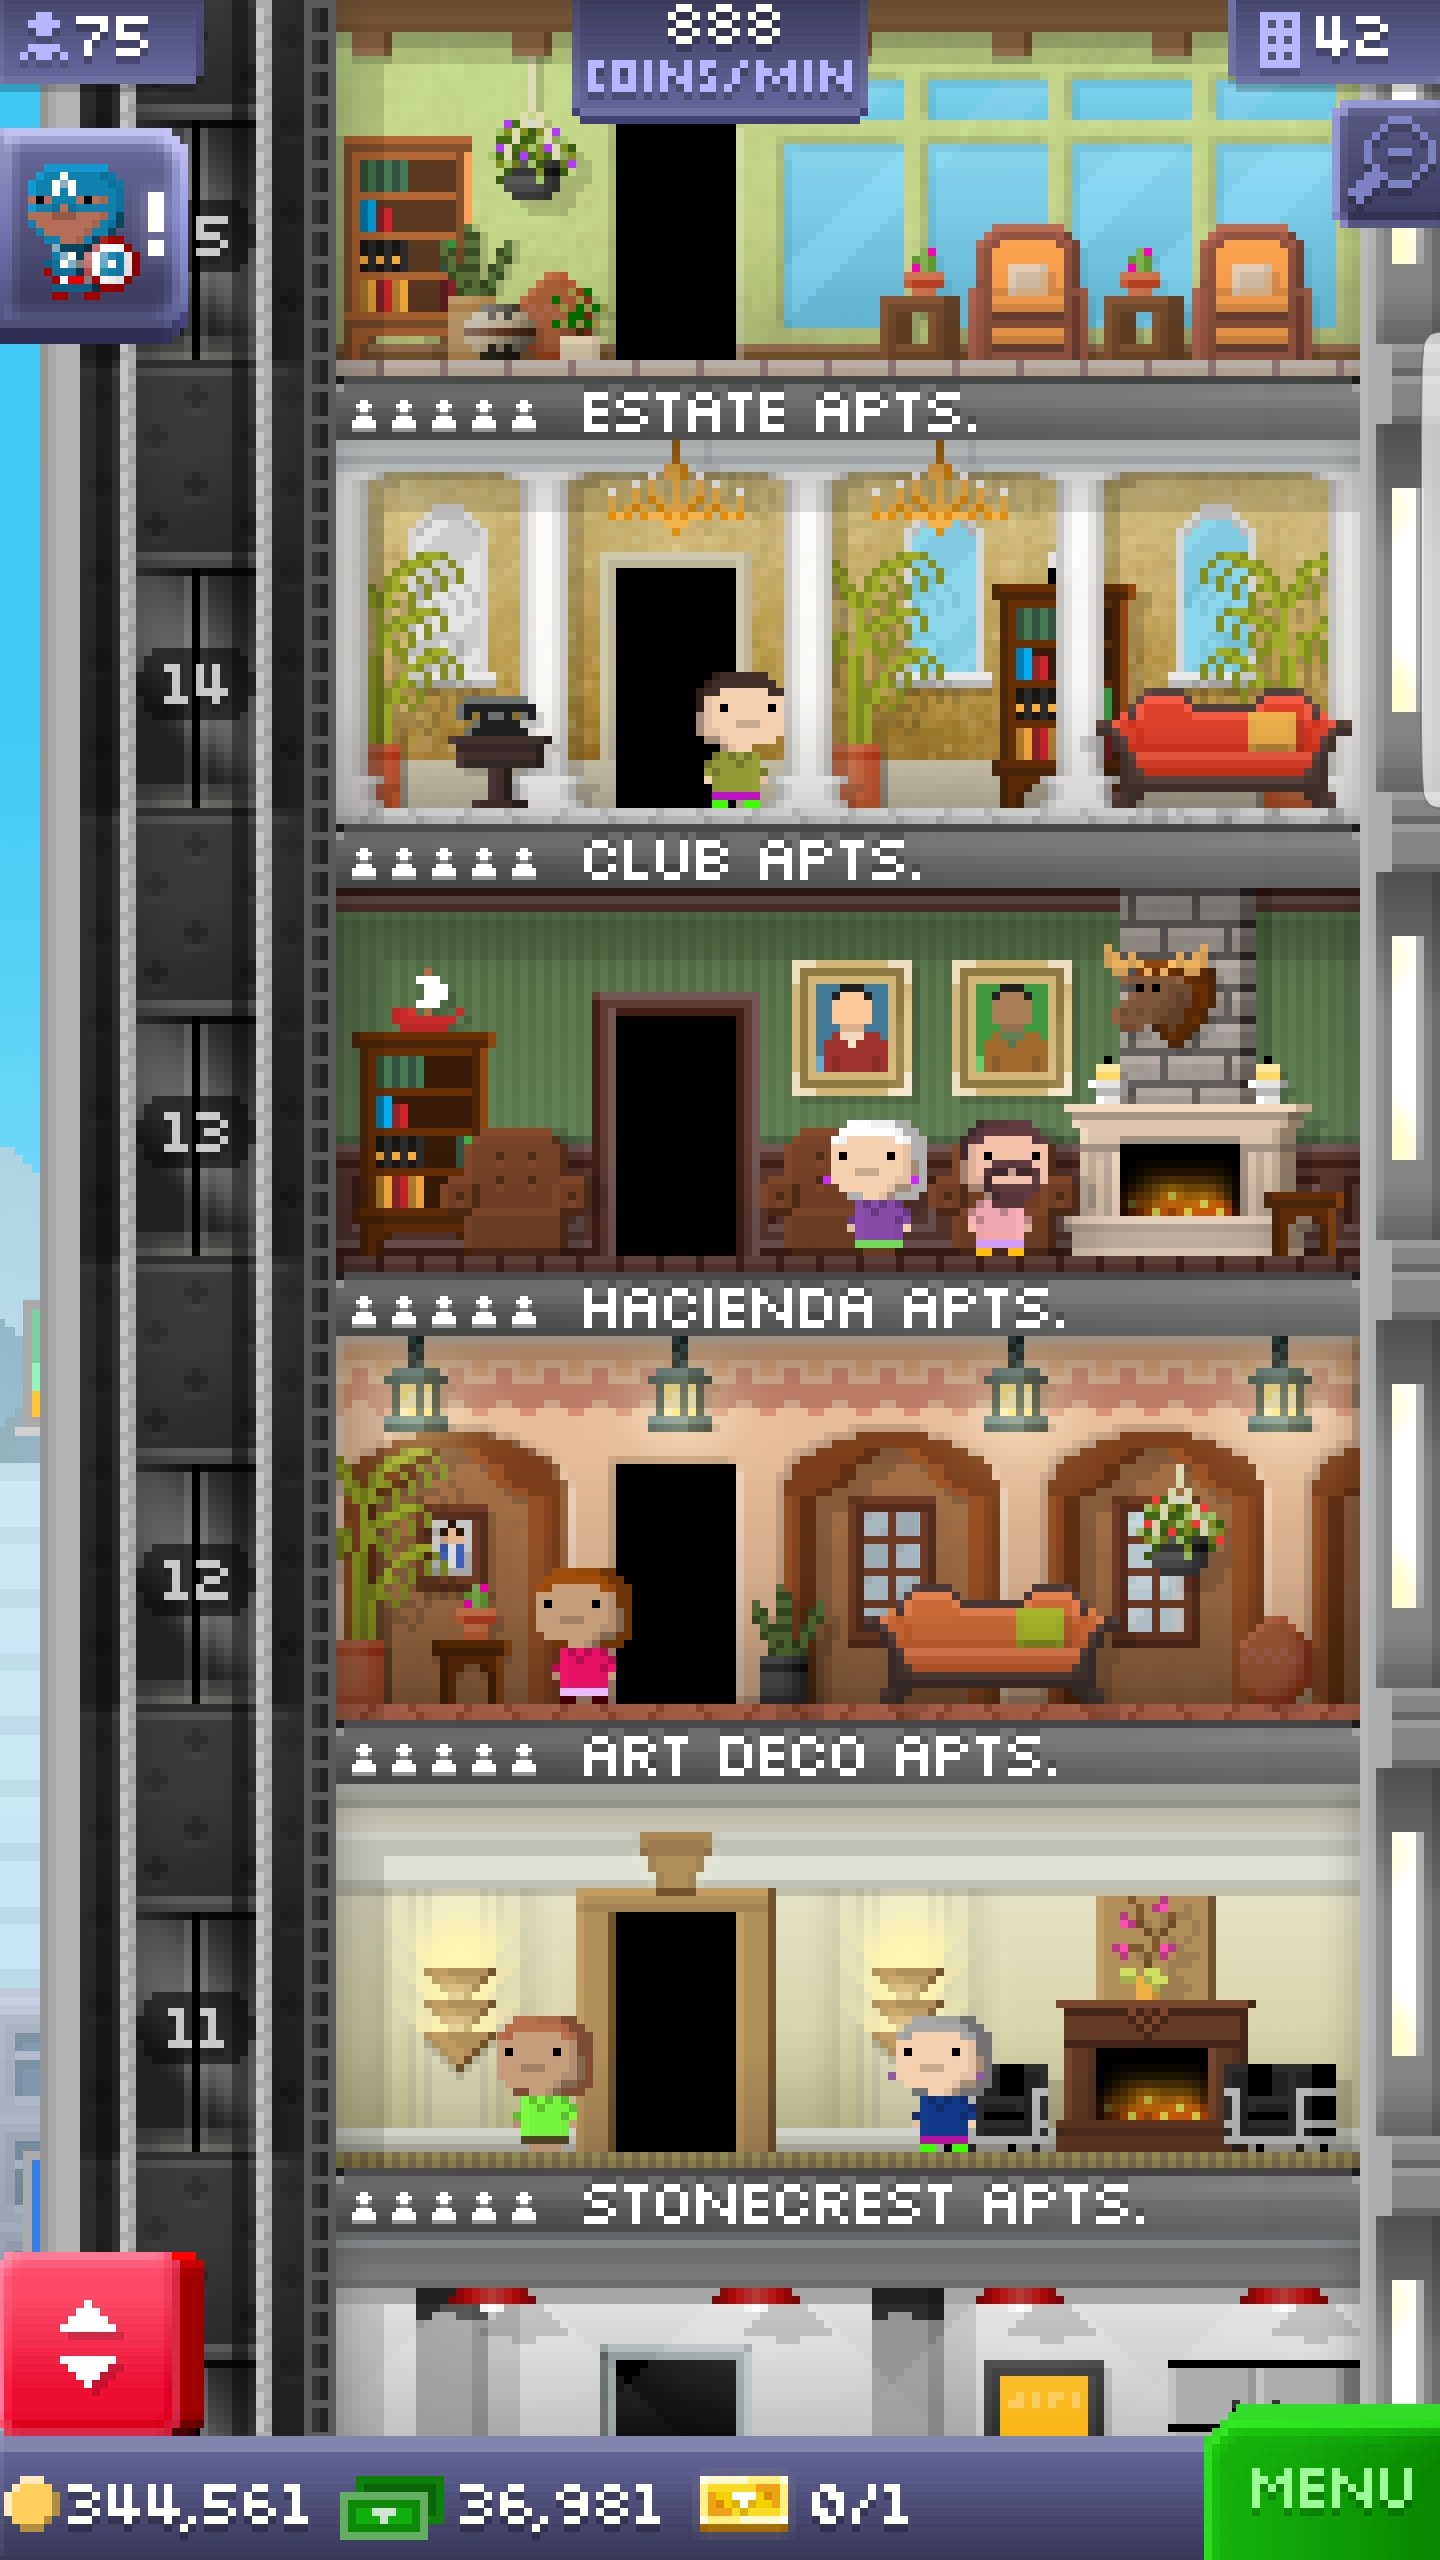 75
888
COINS/MIN
42
!
5
ESTATE APTS.
14
CLUB APTS.
13
HACIENDA APTS.
12
ART DECO APTS.
11
STONECREST APTS.
344,561
36,981
0/1
MENU